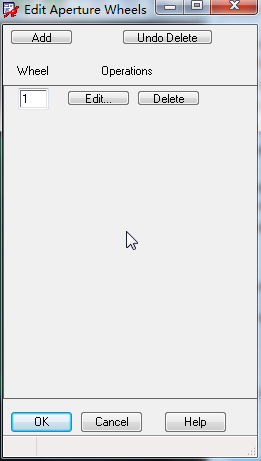 Edit Aperture Wheels
Add Undo Delete
Wheel Operations
1 Edit... Delete
OK Cancel Help